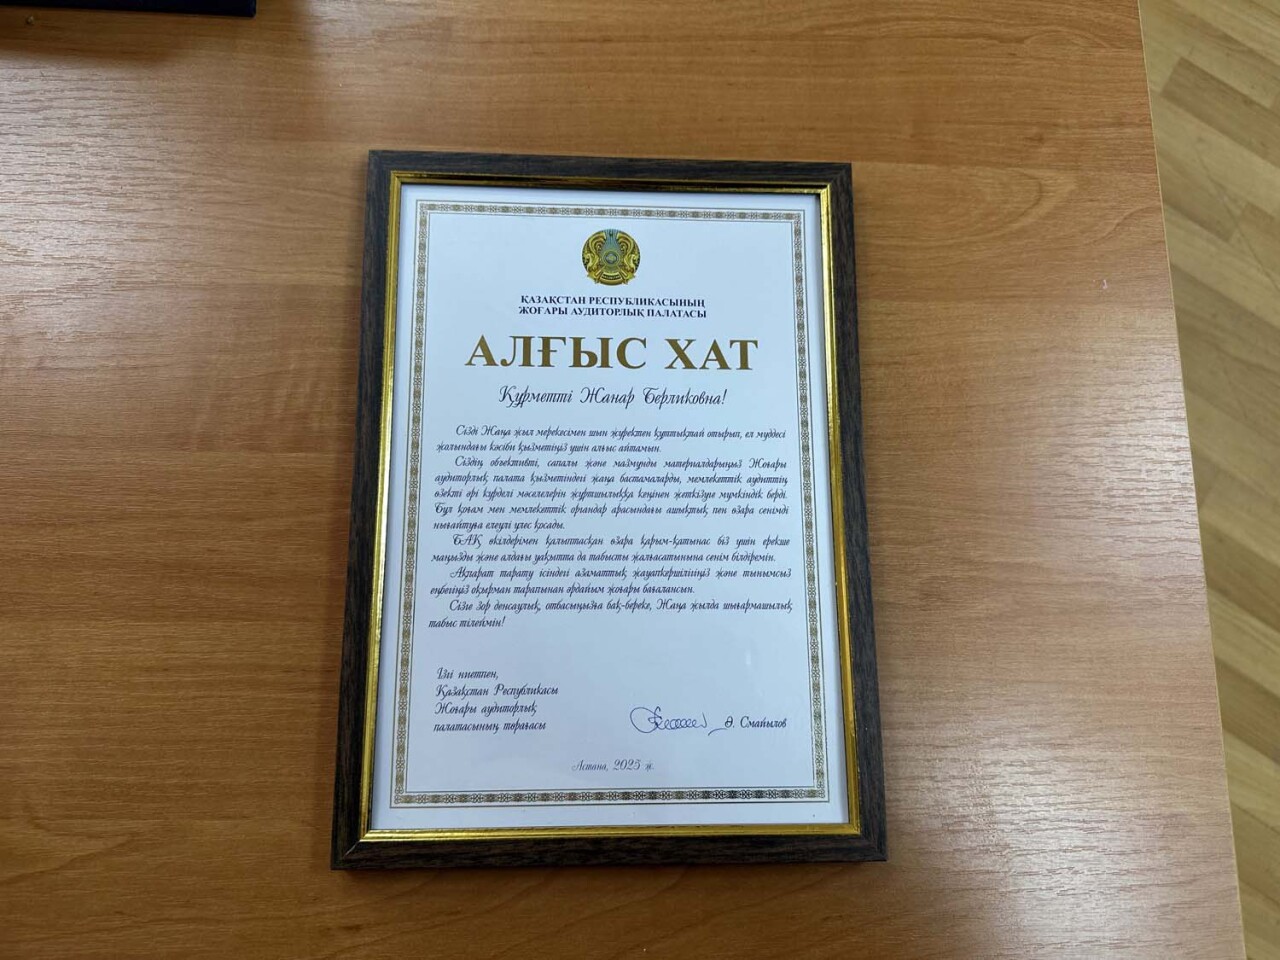 ҚАЗАҚСТАН РЕСПУБЛИКАСЫНЫҢ
ЖОҒАРЫ АУДИТОРЛЫҚ ПАЛАТАСЫ
АЛҒЫС ХАТ
Құрметті Жанар Берликовна!
Сізді Жаңа жыл мерекесімен шын жүректен құттықтай отырып, ел мүддесі
жолындағы кәсіби қызметіңіз үшін алғыс айтамын.
Сіздің объективті, сапалы және мазмұнды материалдарыңыз Жоғары
аудиторлық палата қызметіндегі жаңа бастамаларды, мемлекеттік аудиттің
өзекті әрі күрделі мәселелерін жұртшылыққа кеңінен жеткізуге мүмкіндік берді.
Бұл қоғам мен мемлекеттік органдар арасындағы ашықтық пен өзара сенімді
нығайтуға елеулі үлес қосады.
БАҚ өкілдерімен қалыптасқан өзара қарым-қатынас біз үшін ерекше
маңызды және алдағы уақытта да табысты жалғасатынына сенім білдіремін.
Ақпарат тарату ісіндегі азаматтық жауапкершілігіңіз және тынымсыз
еңбегіңіз оқырман тарапынан әрдайым жоғары бағалансын.
Сізге зор денсаулық, отбасыңызға бақ-береке, Жаңа жылда шығармашылық
табыс тілеймін!
Ізгі ниетпен,
Қазақстан Республикасы
Жоғары аудиторлық
палатасының төрағасы
Ә. Смайылов
Астана, 2025 ж.